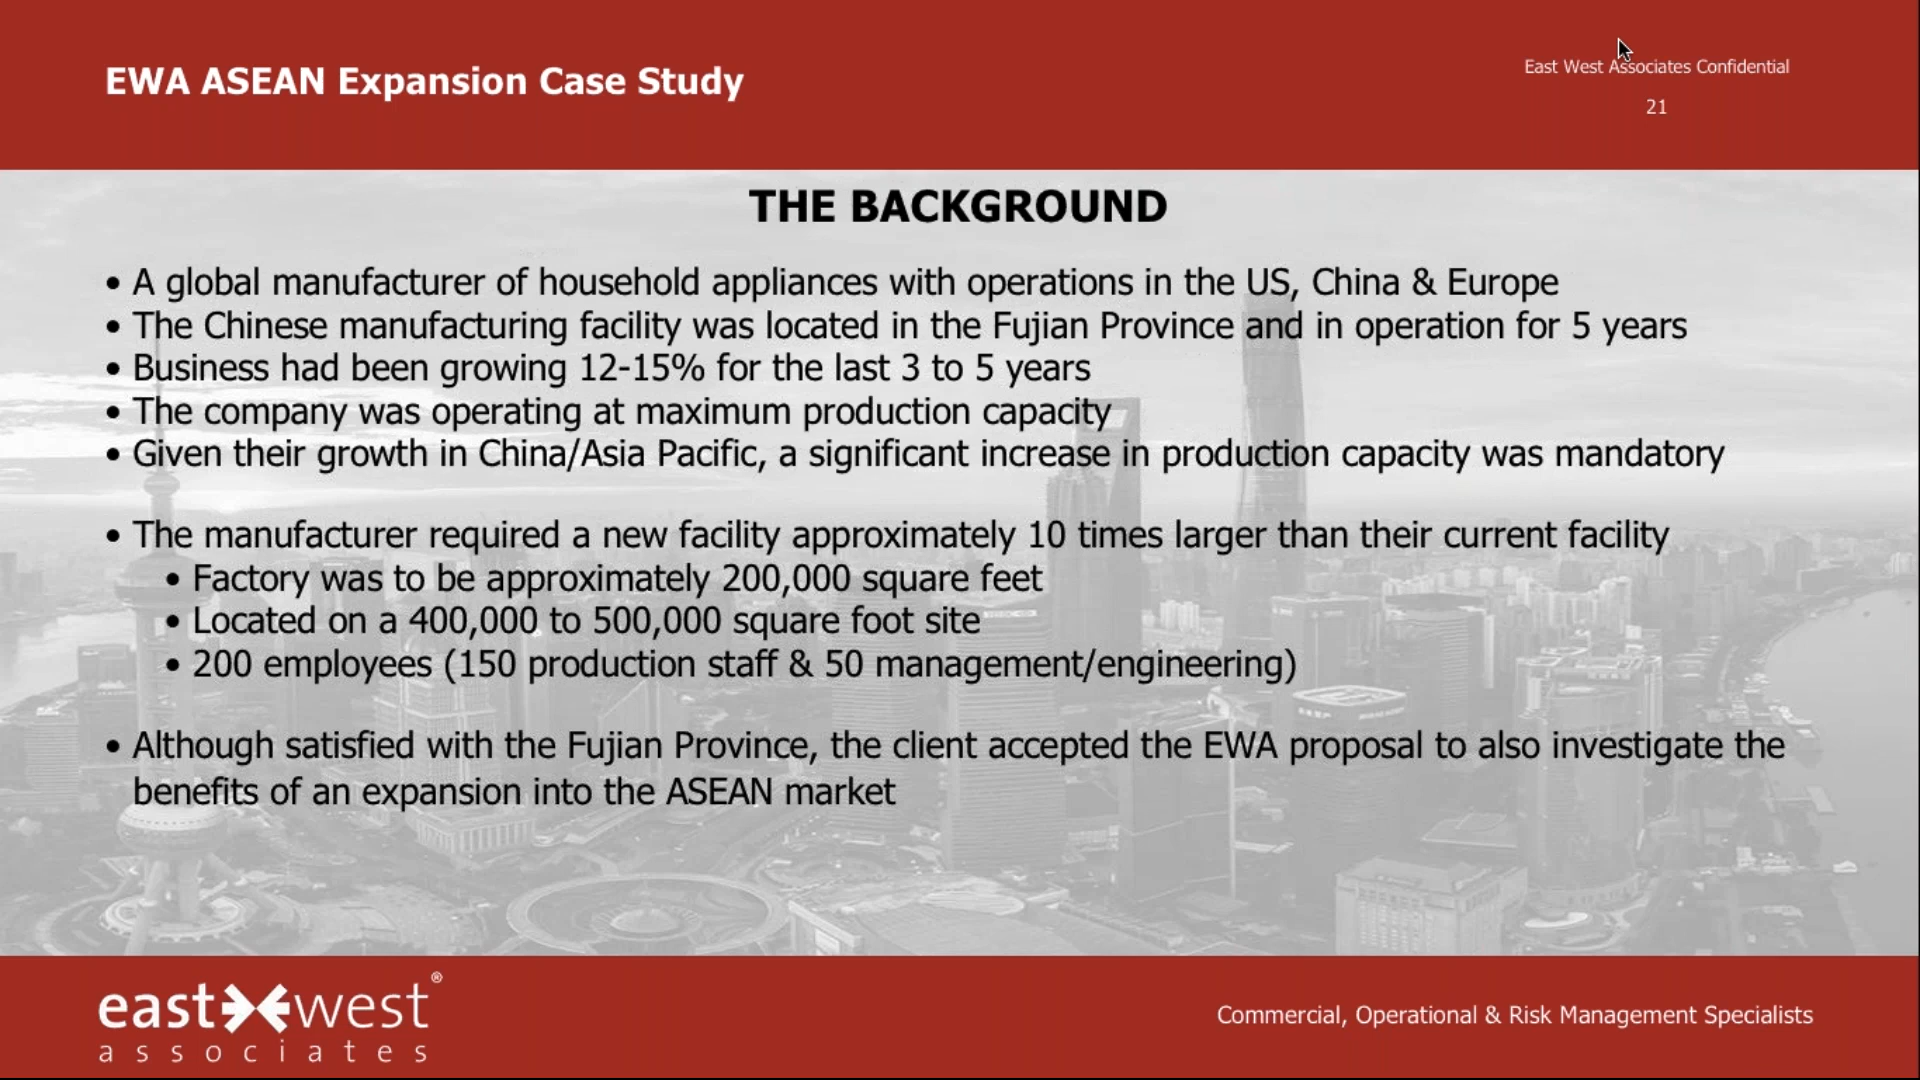 EWA ASEAN Expansion Case Study
East West Associates Confidential
21
THE BACKGROUND
• A global manufacturer of household appliances with operations in the US, China & Europe
• The Chinese manufacturing facility was located in the Fujian Province and in operation for 5 years
• Business had been growing 12-15% for the last 3 to 5 years
• The company was operating at maximum production capacity
• Given their growth in China/Asia Pacific, a significant increase in production capacity was mandatory
• The manufacturer required a new facility approximately 10 times larger than their current facility
• Factory was to be approximately 200,000 square feet
• Located on a 400,000 to 500,000 square foot site
• 200 employees (150 production staff & 50 management/engineering)
• Although satisfied with the Fujian Province, the client accepted the EWA proposal to also investigate the
benefits of an expansion into the ASEAN market
east west®
associates
Commercial, Operational & Risk Management Specialists